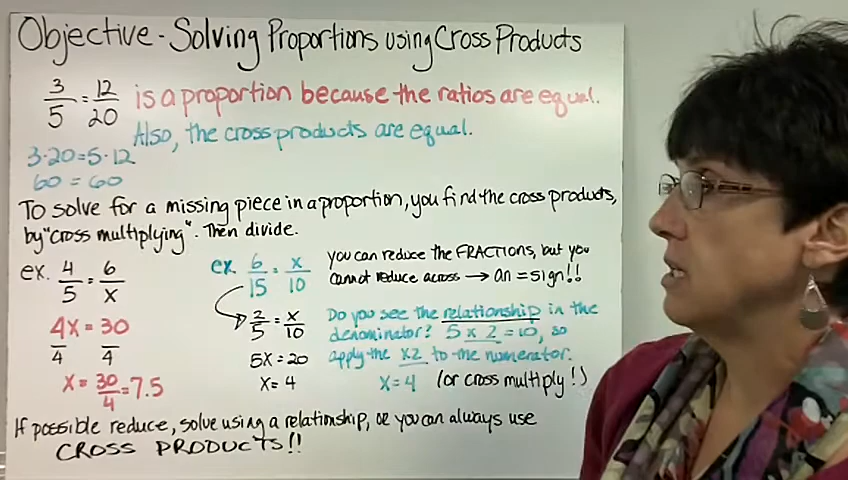 Objective - Solving Proportions using Cross Products
3/5 = 12/20 is a proportion because the ratios are equal.
Also, the cross products are equal.
3·20 = 5·12
60 = 60
To solve for a missing piece in a proportion, you find the cross products,
by "cross multiplying". Then divide.
ex. 4/5 = 6/x
4x = 30
4 4
x = 30/4 = 7.5
ex. 6/15 = x/10
2/5 = x/10
5x = 20
x = 4
you can reduce the FRACTIONS, but you
cannot reduce across → an = sign!!
Do you see the relationship in the
denominator? 5 x 2 = 10, so
apply the x2 to the numerator.
x = 4 (or cross multiply!)
If possible reduce, solve using a relationship, or you can always use
CROSS PRODUCTS!!